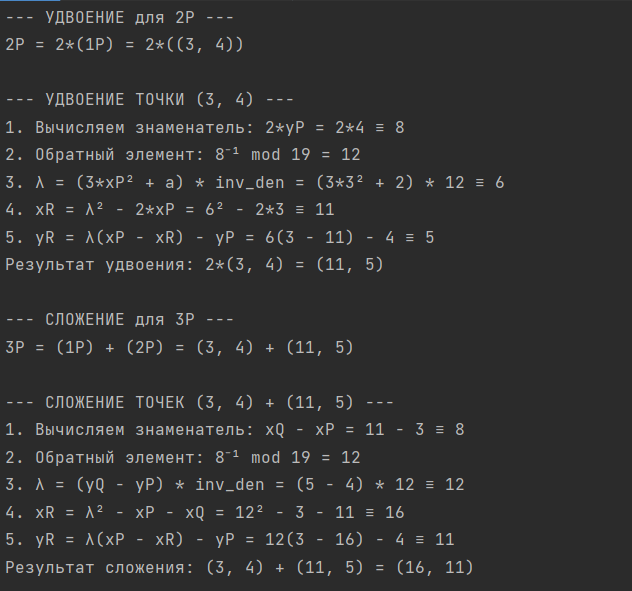 --- УДВОЕНИЕ для 2P ---
2P = 2*(1P) = 2*((3, 4))
--- УДВОЕНИЕ ТОЧКИ (3, 4) ---
1. Вычисляем знаменатель: 2*yP = 2*4 ≡ 8
2. Обратный элемент: 8⁻¹ mod 19 = 12
3. λ = (3*xP² + a) * inv_den = (3*3² + 2) * 12 ≡ 6
4. xR = λ² - 2*xP = 6² - 2*3 ≡ 11
5. yR = λ(xP - xR) - yP = 6(3 - 11) - 4 ≡ 5
Результат удвоения: 2*(3, 4) = (11, 5)
--- СЛОЖЕНИЕ для 3P ---
3P = (1P) + (2P) = (3, 4) + (11, 5)
--- СЛОЖЕНИЕ ТОЧЕК (3, 4) + (11, 5) ---
1. Вычисляем знаменатель: xQ - xP = 11 - 3 ≡ 8
2. Обратный элемент: 8⁻¹ mod 19 = 12
3. λ = (yQ - yP) * inv_den = (5 - 4) * 12 ≡ 12
4. xR = λ² - xP - xQ = 12² - 3 - 11 ≡ 16
5. yR = λ(xP - xR) - yP = 12(3 - 16) - 4 ≡ 11
Результат сложения: (3, 4) + (11, 5) = (16, 11)